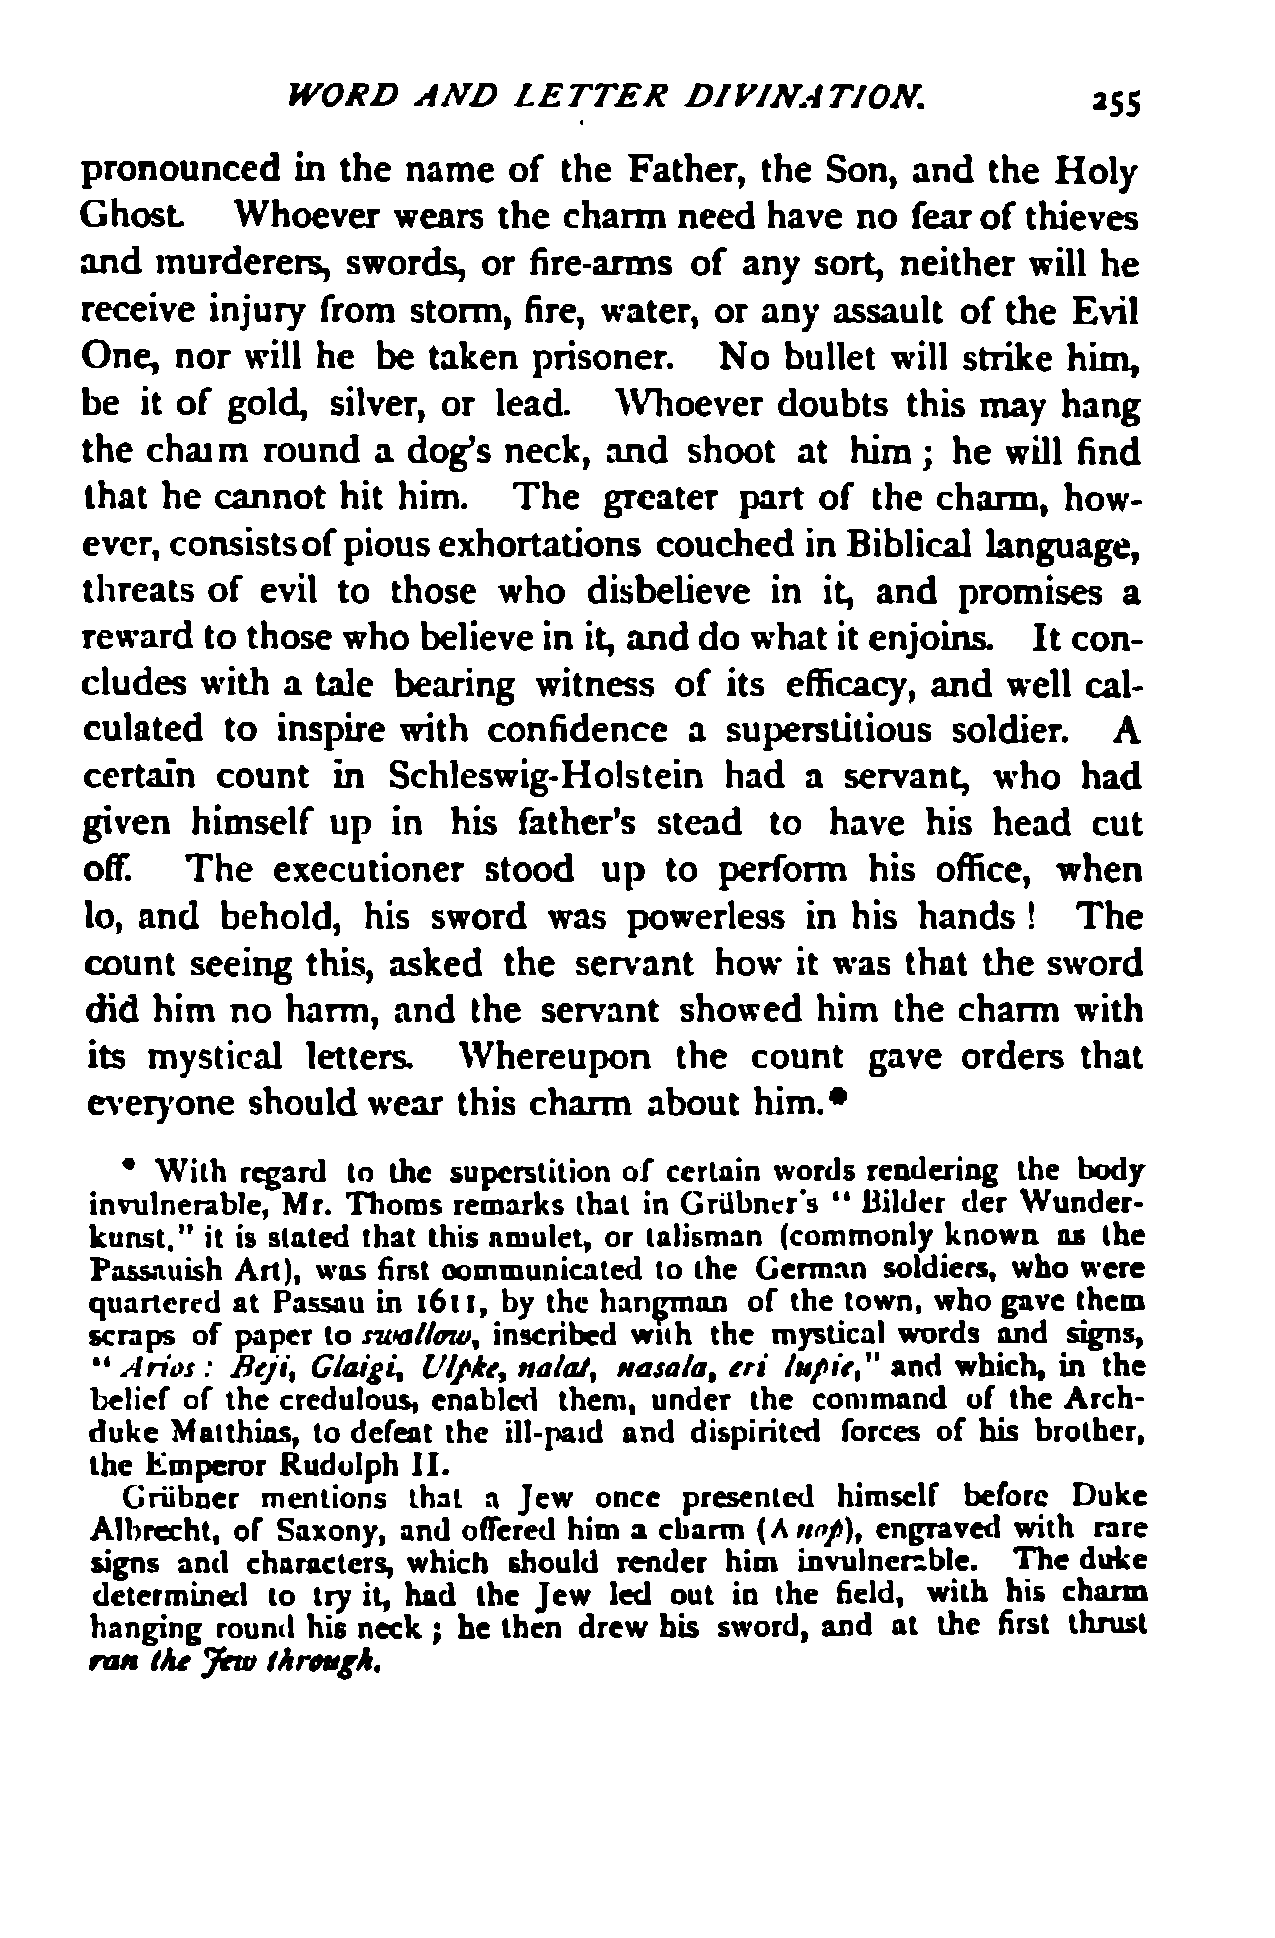 WORD AND LETTER DIVINATION. 255
pronounced in the name of the Father, the Son, and the Holy
Ghost. Whoever wears the charm need have no fear of thieves
and murderers, swords, or fire-arms of any sort, neither will he
receive injury from storm, fire, water, or any assault of the Evil
One, nor will he be taken prisoner. No bullet will strike him,
be it of gold, silver, or lead. Whoever doubts this may hang
the charm round a dog's neck, and shoot at him; he will find
that he cannot hit him. The greater part of the charm, how-
ever, consists of pious exhortations couched in Biblical language,
threats of evil to those who disbelieve in it, and promises a
reward to those who believe in it, and do what it enjoins. It con-
cludes with a tale bearing witness of its efficacy, and well cal-
culated to inspire with confidence a superstitious soldier. A
certain count in Schleswig-Holstein had a servant, who had
given himself up in his father's stead to have his head cut
off. The executioner stood up to perform his office, when
lo, and behold, his sword was powerless in his hands! The
count seeing this, asked the servant how it was that the sword
did him no harm, and the servant showed him the charm with
its mystical letters. Whereupon the count gave orders that
everyone should wear this charm about him.*
* With regard to the superstition of certain words rendering the body
invulnerable, Mr. Thoms remarks that in Grübner's "Bilder der Wunder-
kunst," it is stated that this amulet, or talisman (commonly known as the
Passauish Art), was first communicated to the German soldiers, who were
quartered at Passau in 1611, by the hangman of the town, who gave them
scraps of paper to swallow, inscribed with the mystical words and signs,
"Arios: Beji, Glaigi, Ulpke, nalat, nasala, eri lupie," and which, in the
belief of the credulous, enabled them, under the command of the Arch-
duke Matthias, to defeat the ill-paid and dispirited forces of his brother,
the Emperor Rudolph II.
Grübner mentions that a Jew once presented himself before Duke
Albrecht, of Saxony, and offered him a charm (Knop), engraved with rare
signs and characters, which should render him invulnerable. The duke
determined to try it, had the Jew led out in the field, with his charm
hanging round his neck; he then drew his sword, and at the first thrust
ran the Jew through.